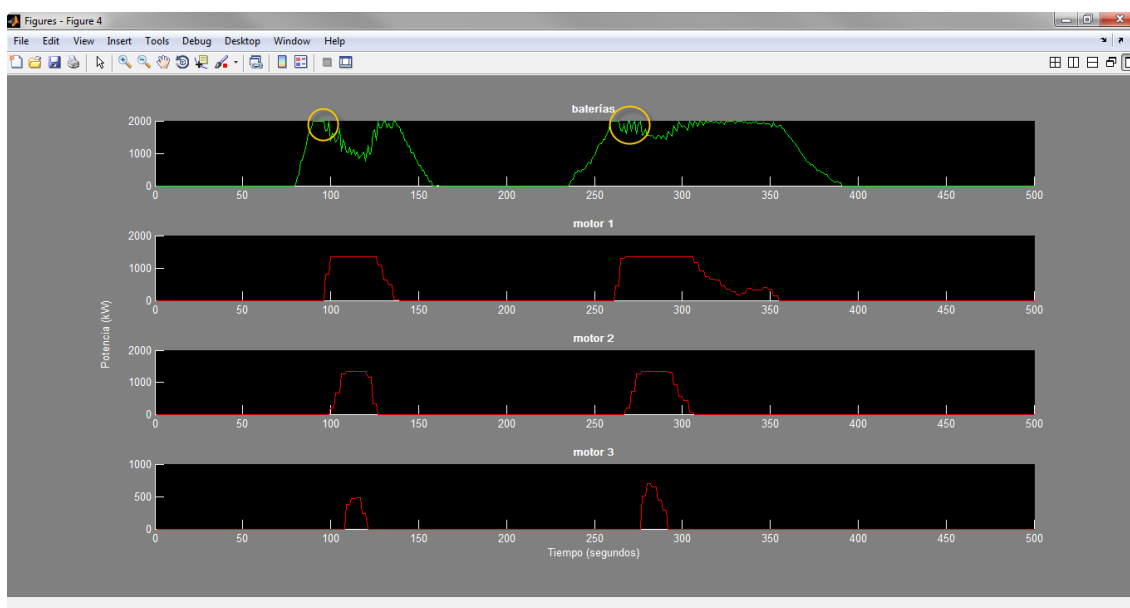 Figures - Figure 4
File Edit View Insert Tools Debug Desktop Window Help
baterías
2000
1000
0
0 50 100 150 200 250 300 350 400 450 500
motor 1
2000
1000
0
0 50 100 150 200 250 300 350 400 450 500
Potencia (kW)
motor 2
2000
1000
0
0 50 100 150 200 250 300 350 400 450 500
motor 3
1000
500
0
0 50 100 150 200 250 300 350 400 450 500
Tiempo (segundos)